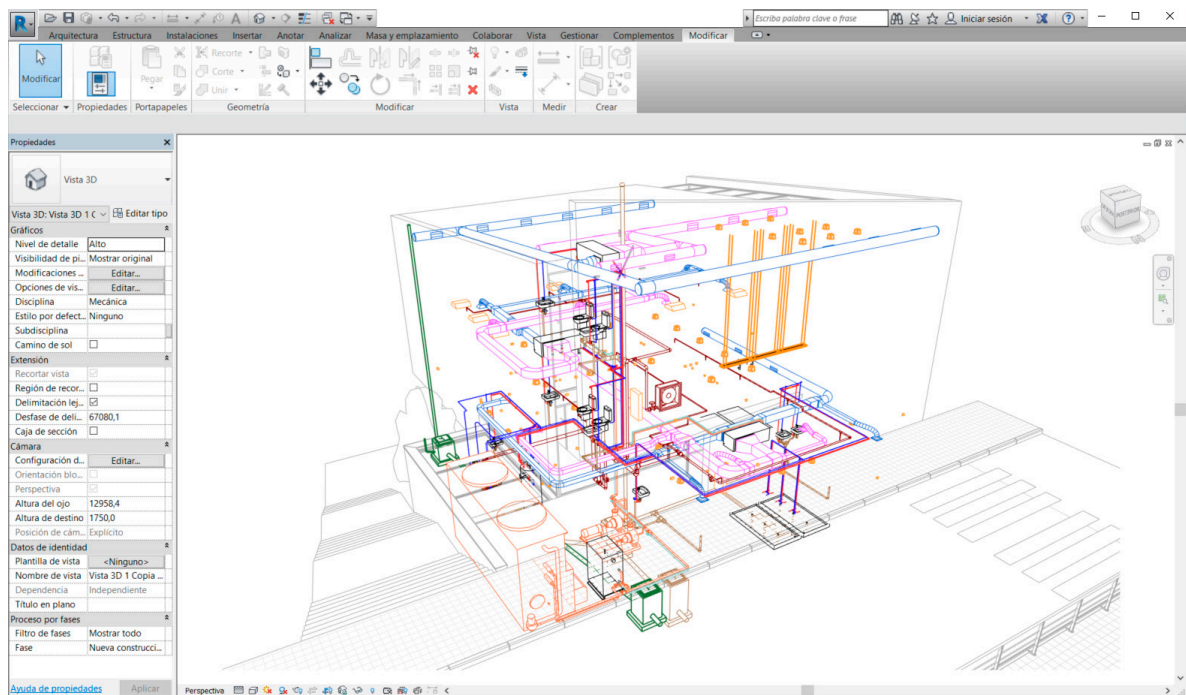 Escriba palabra clave o frase
Iniciar sesión
Arquitectura Estructura Instalaciones Insertar Anotar Analizar Masa y emplazamiento Colaborar Vista Gestionar Complementos Modificar
Modificar
Pegar
Recorte
Corte
Unir
Seleccionar Propiedades Portapapeles Geometría Modificar Vista Medir Crear
Propiedades
Vista 3D
Vista 3D: Vista 3D 1 C Editar tipo
Gráficos
Nivel de detalle Alto
Visibilidad de pi... Mostrar original
Modificaciones ... Editar...
Opciones de vis... Editar...
Disciplina Mecánica
Estilo por defect... Ninguno
Subdisciplina
Camino de sol
Extensión
Recortar vista
Región de recor...
Delimitación lej...
Desfase de deli... 67080,1
Caja de sección
Cámara
Configuración d... Editar...
Orientación blo...
Perspectiva
Altura del ojo 12958,4
Altura de destino 1750,0
Posición de cám... Explícito
Datos de identidad
Plantilla de vista <Ninguno>
Nombre de vista Vista 3D 1 Copia ...
Dependencia Independiente
Título en plano
Proceso por fases
Filtro de fases Mostrar todo
Fase Nueva construcci...
Ayuda de propiedades Aplicar
Perspectiva